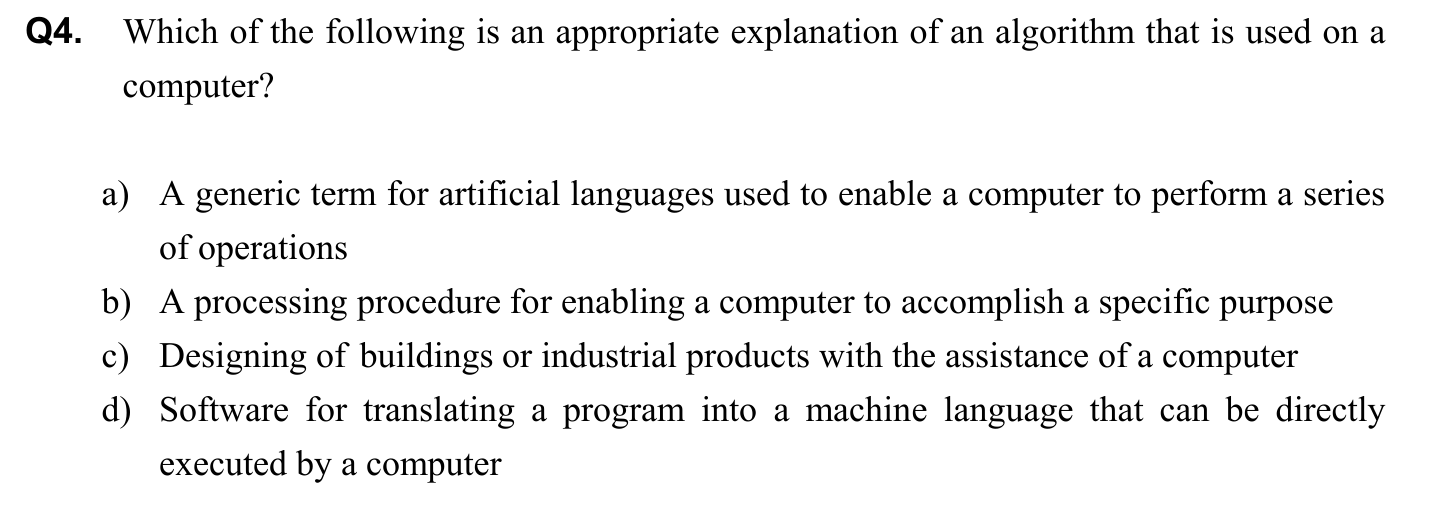 Q4. Which of the following is an appropriate explanation of an algorithm that is used on a
computer?
a) A generic term for artificial languages used to enable a computer to perform a series
of operations
b) A processing procedure for enabling a computer to accomplish a specific purpose
c) Designing of buildings or industrial products with the assistance of a computer
d) Software for translating a program into a machine language that can be directly
executed by a computer